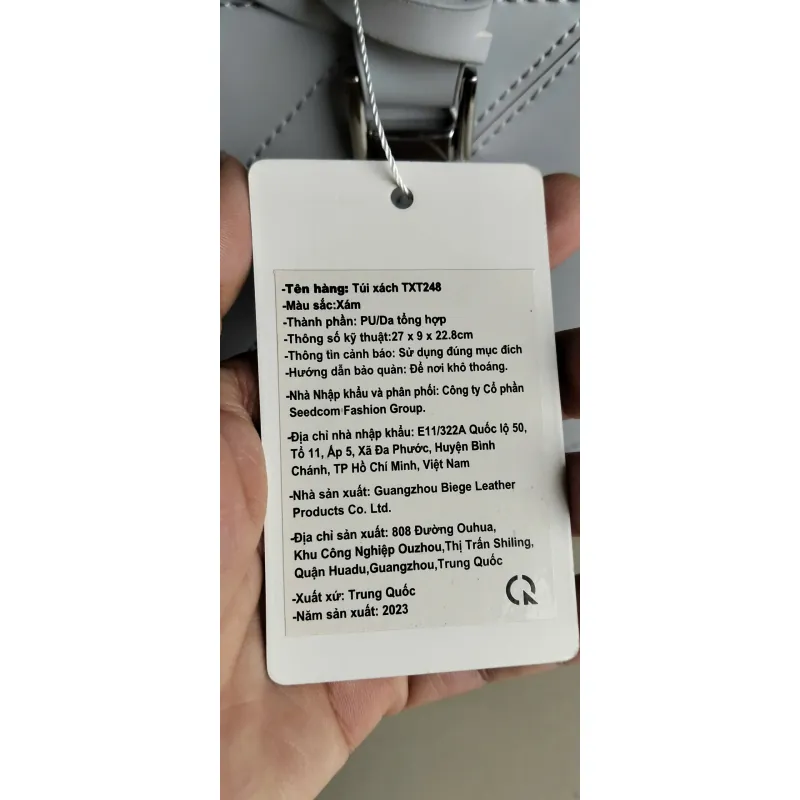 -Tên hàng: Túi xách TXT248
-Màu sắc:Xám
-Thành phần: PU/Da tổng hợp
-Thông số kỹ thuật:27 x 9 x 22.8cm
-Thông tin cảnh báo: Sử dụng đúng mục đích
-Hướng dẫn bảo quản: Để nơi khô thoáng.
-Nhà Nhập khẩu và phân phối: Công ty Cổ phần
Seedcom Fashion Group.
-Địa chỉ nhà nhập khẩu: E11/322A Quốc lộ 50,
Tổ 11, Ấp 5, Xã Đa Phước, Huyện Bình
Chánh, TP Hồ Chí Minh, Việt Nam
-Nhà sản xuất: Guangzhou Biege Leather
Products Co. Ltd.
-Địa chỉ sản xuất: 808 Đường Ouhua,
Khu Công Nghiệp Ouzhou,Thị Trấn Shiling,
Quận Huadu,Guangzhou,Trung Quốc
-Xuất xứ: Trung Quốc
-Năm sản xuất: 2023